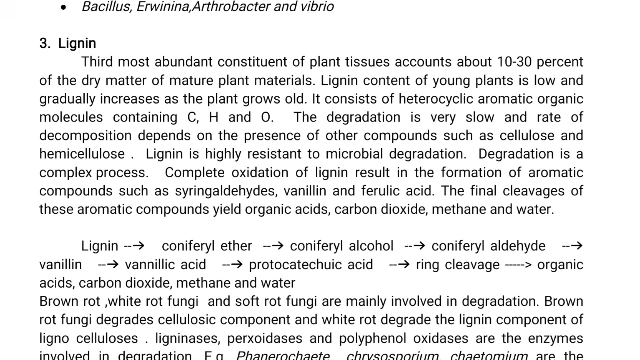 • Bacillus, Erwinina,Arthrobacter and vibrio
3. Lignin
Third most abundant constituent of plant tissues accounts about 10-30 percent
of the dry matter of mature plant materials. Lignin content of young plants is low and
gradually increases as the plant grows old. It consists of heterocyclic aromatic organic
molecules containing C, H and O. The degradation is very slow and rate of
decomposition depends on the presence of other compounds such as cellulose and
hemicellulose . Lignin is highly resistant to microbial degradation. Degradation is a
complex process. Complete oxidation of lignin result in the formation of aromatic
compounds such as syringaldehydes, vanillin and ferulic acid. The final cleavages of
these aromatic compounds yield organic acids, carbon dioxide, methane and water.
Lignin --→ coniferyl ether --→ coniferyl alcohol --→ coniferyl aldehyde --→
vanillin --→ vannillic acid --→ protocatechuic acid --→ ring cleavage -----> organic
acids, carbon dioxide, methane and water
Brown rot ,white rot fungi and soft rot fungi are mainly involved in degradation. Brown
rot fungi degrades cellulosic component and white rot degrade the lignin component of
ligno celluloses . ligninases, perxoidases and polyphenol oxidases are the enzymes
involved in degradation. E.g. Phanerochaete chrysosporium, chaetomium are the